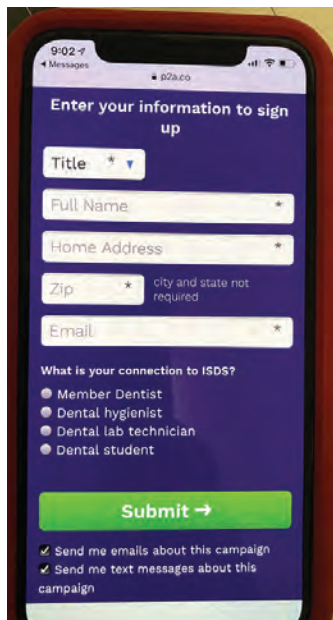 9:02
Messages
p2a.co
Enter your information to sign
up
Title *
Full Name *
Home Address *
Zip * city and state not
required
Email *
What is your connection to ISDS?
Member Dentist
Dental hygienist
Dental lab technician
Dental student
Submit →
Send me emails about this campaign
Send me text messages about this
campaign